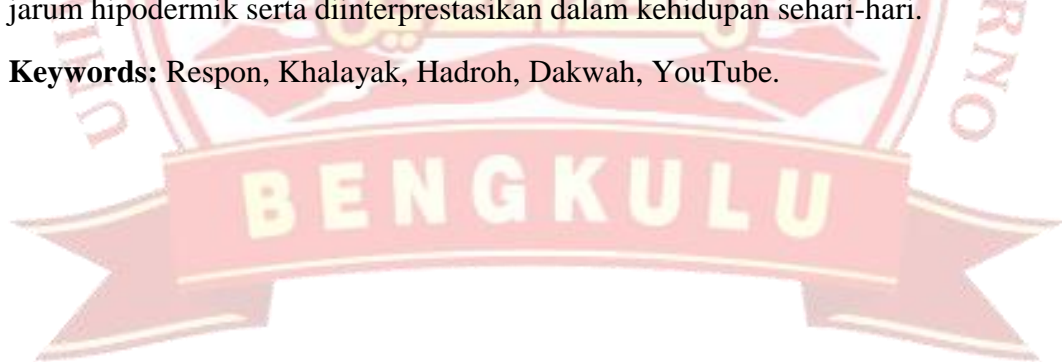 jarum hipodermik serta diinterprestasikan dalam kehidupan sehari-hari.
Keywords: Respon, Khalayak, Hadroh, Dakwah, YouTube.
BENGKULU